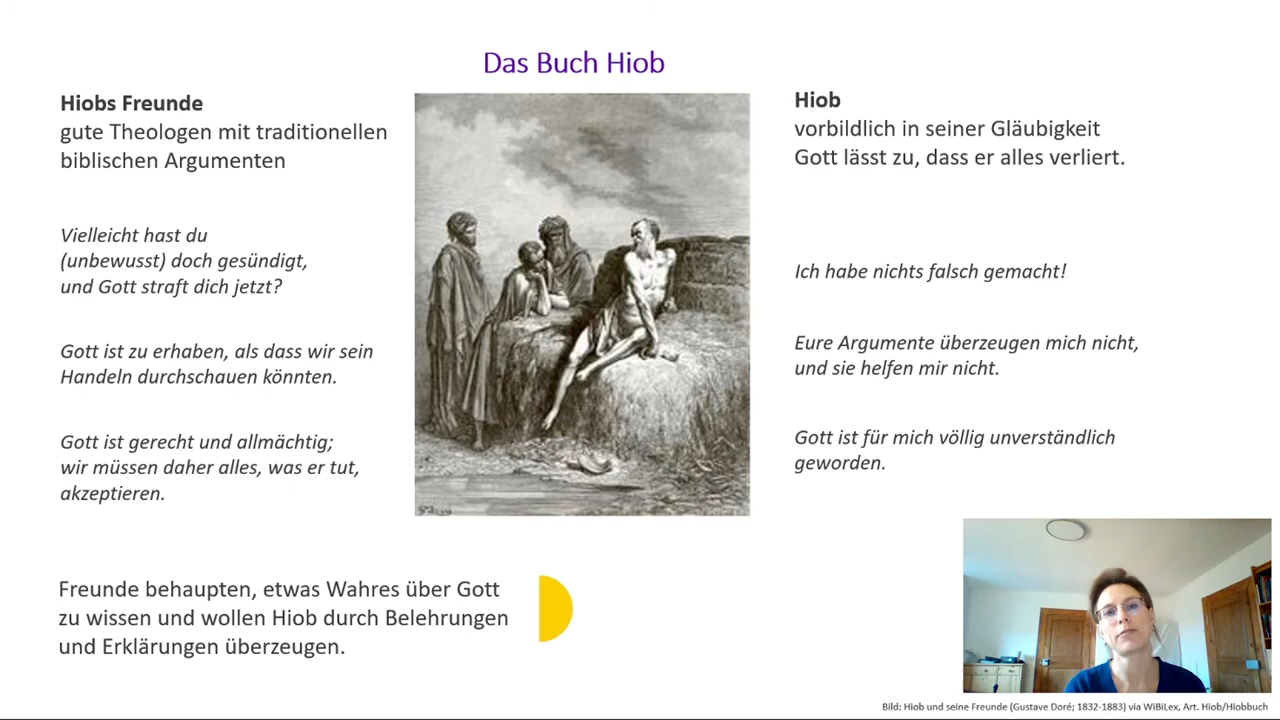 Das Buch Hiob
Hiobs Freunde
gute Theologen mit traditionellen
biblischen Argumenten
Vielleicht hast du
(unbewusst) doch gesündigt,
und Gott straft dich jetzt?
Gott ist zu erhaben, als dass wir sein
Handeln durchschauen könnten.
Gott ist gerecht und allmächtig;
wir müssen daher alles, was er tut,
akzeptieren.
Hiob
vorbildlich in seiner Gläubigkeit
Gott lässt zu, dass er alles verliert.
Ich habe nichts falsch gemacht!
Eure Argumente überzeugen mich nicht,
und sie helfen mir nicht.
Gott ist für mich völlig unverständlich
geworden.
Freunde behaupten, etwas Wahres über Gott
zu wissen und wollen Hiob durch Belehrungen
und Erklärungen überzeugen.
Bild: Hiob und seine Freunde (Gustave Doré; 1832-1883) via WiBiLex, Art. Hiob/Hiobbuch